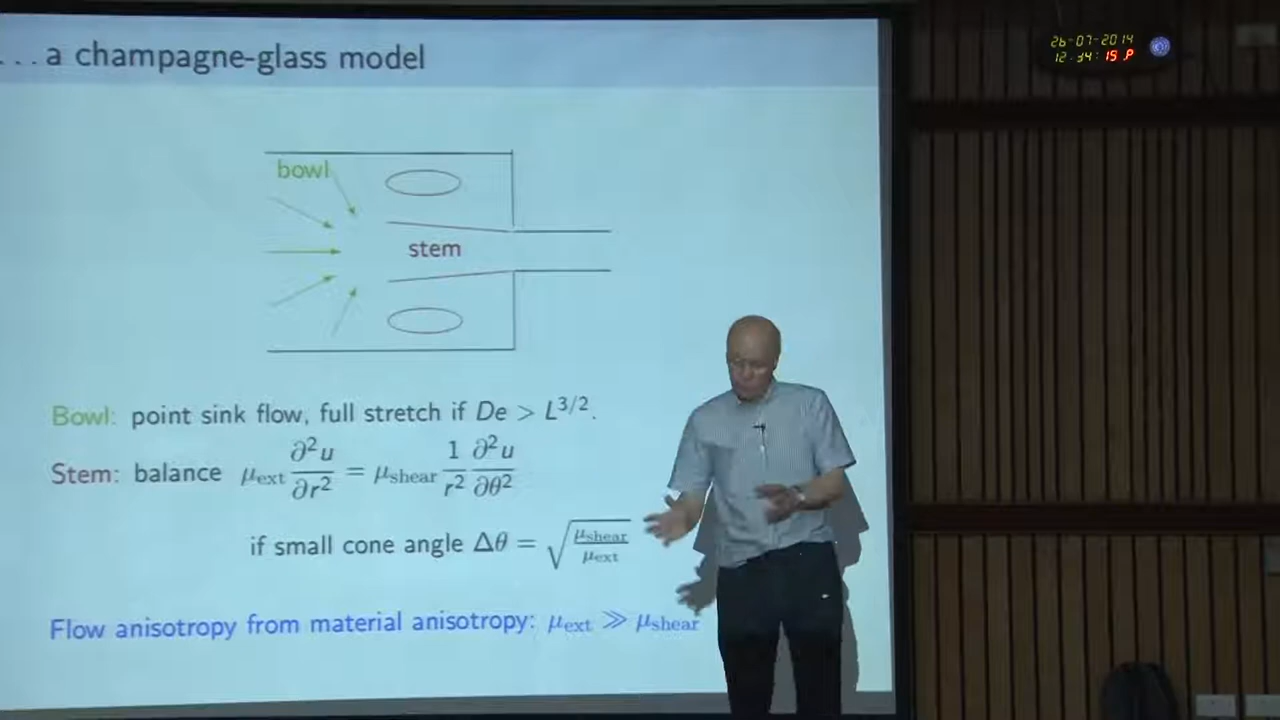 ... a champagne-glass model
26-07-2014
12:34:15 P
bowl
stem
Bowl: point sink flow, full stretch if De > L^{3/2}.
Stem: balance μ_ext ∂²u/∂r² = μ_shear 1/r² ∂²u/∂θ²
if small cone angle Δθ = √(μ_shear/μ_ext)
Flow anisotropy from material anisotropy: μ_ext ≫ μ_shear